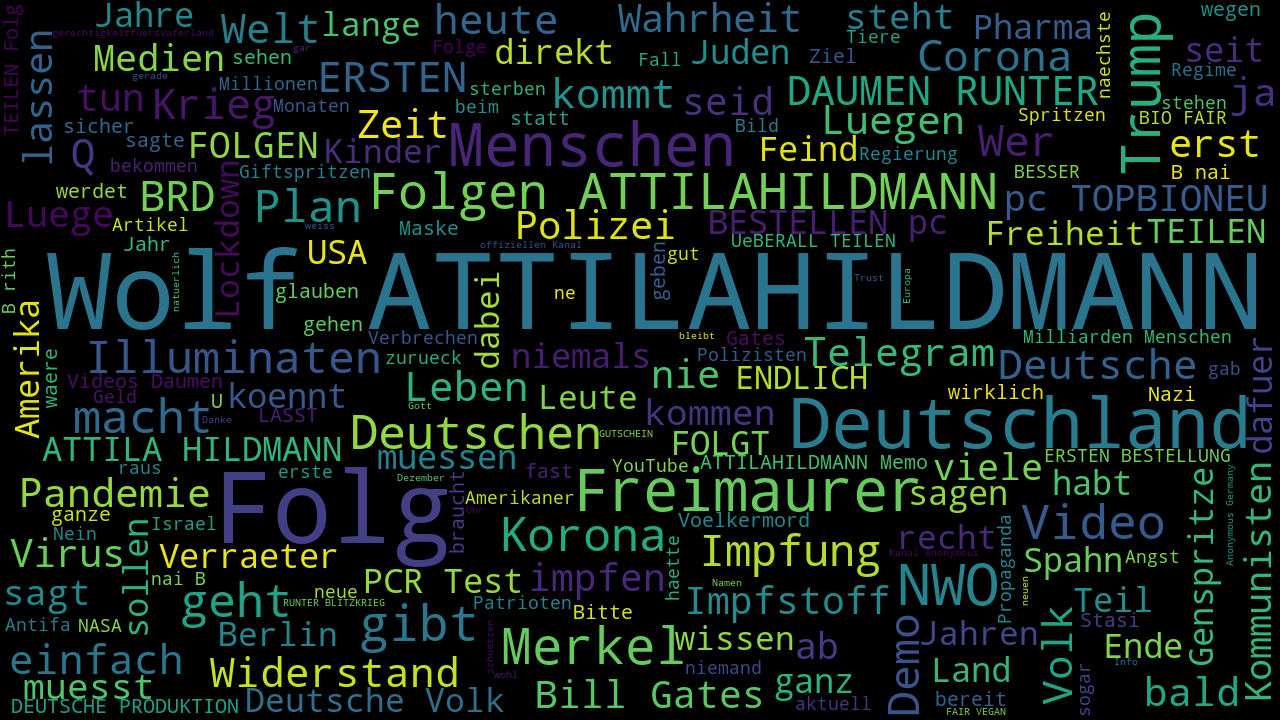 TEILEN Folg
Jahre
Welt
lange
heute
Wahrheit
steht
Pharma
wegen
gerechtigkeitfuersvaterland
gar
lassen
Medien
sehen
Folge
direkt
Fall
Juden
Ziel
Tiere
Corona
naechste
Trump
seit
gerade
Millionen
ERSTEN
Regime
tun
Krieg
Monaten
beim
sterben
kommt
seid
DAUMEN RUNTER
stehen
ja
sicher
sagte
Zeit
statt
Bild
Luegen
Spritzen
BIO FAIR
Q
FOLGEN
Kinder
Menschen
Feind
Regierung
Wer
erst
bekommen
Giftspritzen
BESSER
B nai
werdet
BRD
Plan
Folgen ATTILAHILDMANN
pc TOPBIONEU
Luege
Artikel
Lockdown
weiss
Maske
Polizei
BESTELLEN pc
Freiheit
TEILEN
Jahr
USA
offiziellen Kanal
gut
UeBERALL TEILEN
B rith
natuerlich
Wolf ATTILAHILDMANN
geben
Trust
Europa
glauben
dabei
ne
gehen
Amerika
Verbrechen
bleibt
Gates
Milliarden Menschen
waere
Illuminaten
zurueck
niemals
Polizisten
Telegram
Deutsche
gab
dafuer
Videos Daumen
Geld
U
koennt
Leben
Leute
nie
ENDLICH
wirklich
Nazi
macht
Danke
LASST
Gott
kommen
Deutschland
ATTILA HILDMANN
Deutschen
GUTSCHEIN
FOLGT
raus
erste
muessen
fast
YouTube
ATTILAHILDMANN Memo
viele
ERSTEN BESTELLUNG
Pandemie
Folg
Dezember
braucht
Amerikaner
Freimaurer
sagen
habt
Genspritze
Anonymous Germany
ganze
Nein
Israel
Uhr
Korona
Voelkermord
recht
Propaganda
Video
Kommunisten
Virus
sollen
Verraeter
haette
Impfung
Kanal Anonymous
Spahn
Angst
nai B
neue
PCR Test
impfen
Namen
NWO
neuen
sagt
geht
RUNTER BLITZKRIEG
Patrioten
Bitte
Impfstoff
Teil
Antifa
NASA
Berlin
gibt
Demo
Jahren
Volk
Stasi
einfach
Widerstand
schuetzen
Merkel
wissen
ab
Ende
muesst
wohl
niemand
Land
Info
sogar
DEUTSCHE PRODUKTION
Deutsche Volk
Bill Gates
ganz
aktuell
bereit
FAIR VEGAN
bald